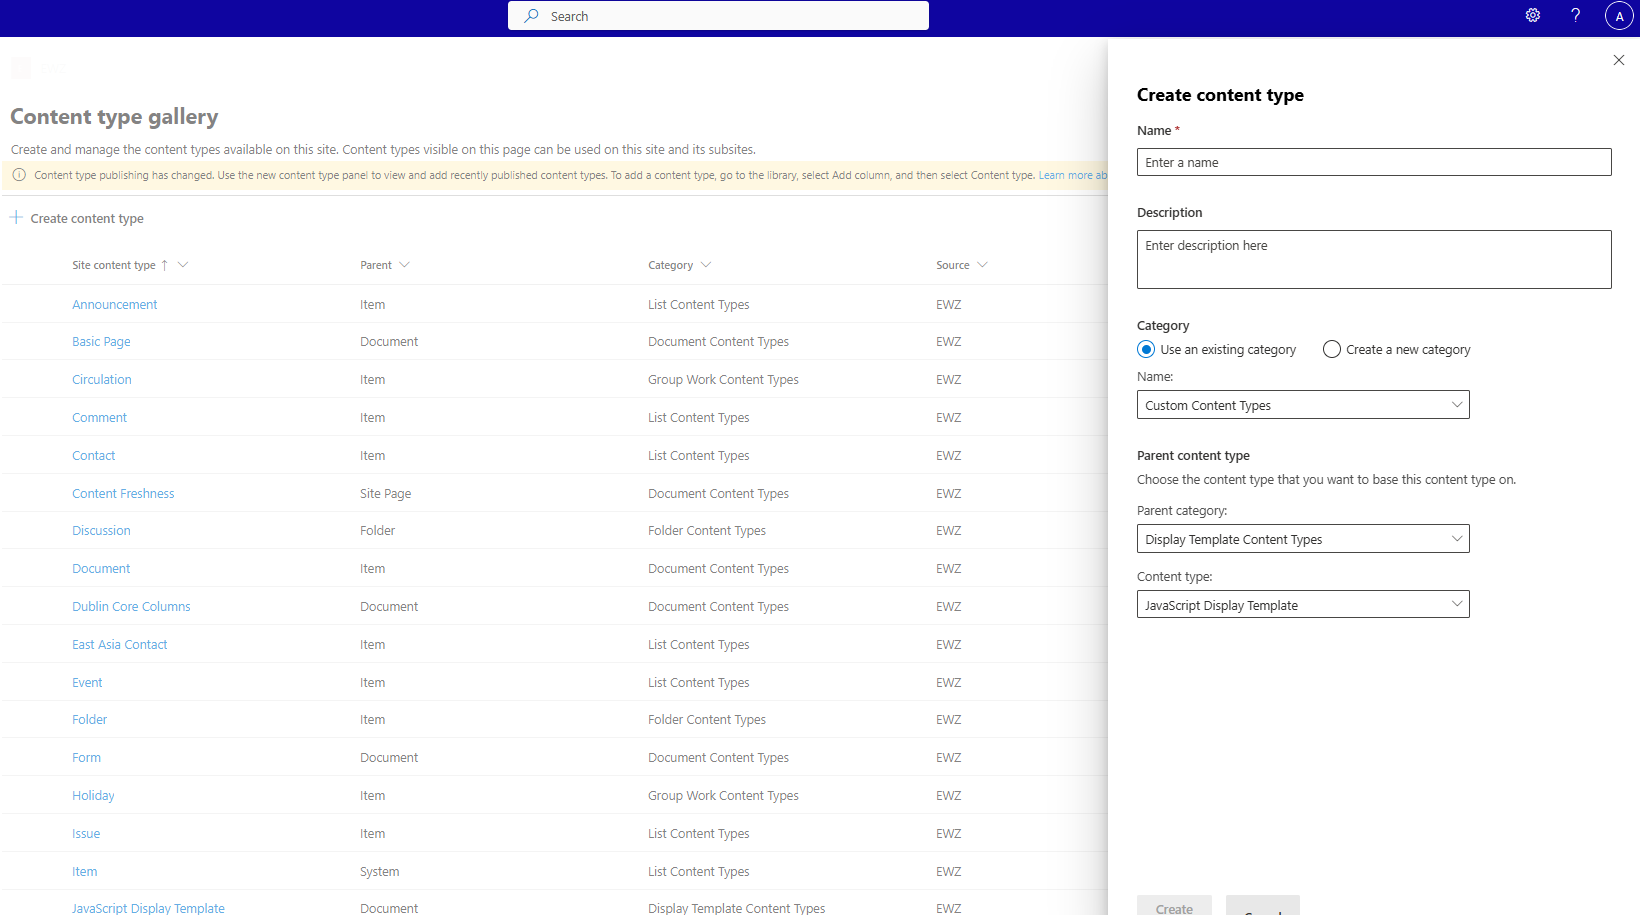 Search
? A
Content type gallery
Create and manage the content types available on this site. Content types visible on this page can be used on this site and its subsites.
Content type publishing has changed. Use the new content type panel to view and add recently published content types. To add a content type, go to the library, select Add column, and then select Content type. Learn more ab
Create content type
Site content type Parent Category Source
Announcement Item List Content Types EWZ
Basic Page Document Document Content Types EWZ
Circulation Item Group Work Content Types EWZ
Comment Item List Content Types EWZ
Contact Item List Content Types EWZ
Content Freshness Site Page Document Content Types EWZ
Discussion Folder Folder Content Types EWZ
Document Item Document Content Types EWZ
Dublin Core Columns Document Document Content Types EWZ
East Asia Contact Item List Content Types EWZ
Event Item List Content Types EWZ
Folder Item Folder Content Types EWZ
Form Document Document Content Types EWZ
Holiday Item Group Work Content Types EWZ
Issue Item List Content Types EWZ
Item System List Content Types EWZ
JavaScript Display Template Document Display Template Content Types EWZ
Create content type
Name *
Enter a name
Description
Enter description here
Category
Use an existing category Create a new category
Name:
Custom Content Types
Parent content type
Choose the content type that you want to base this content type on.
Parent category:
Display Template Content Types
Content type:
JavaScript Display Template
Create